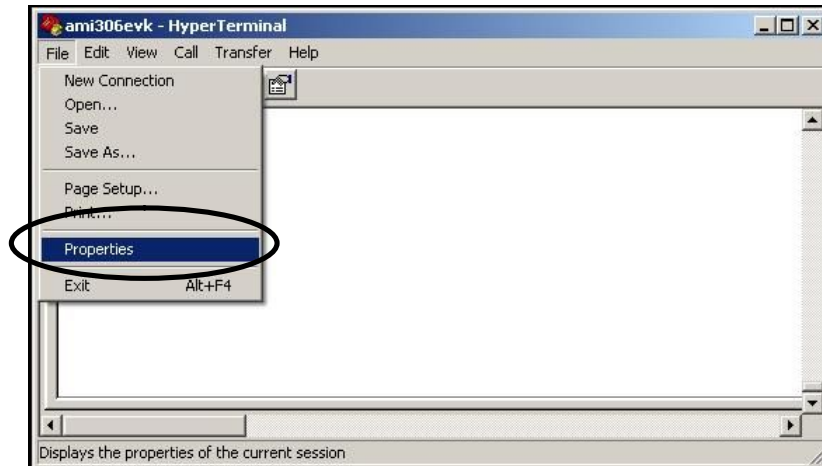 ami306evk - HyperTerminal
File Edit View Call Transfer Help
New Connection
Open...
Save
Save As...
Page Setup...
Print...
Properties
Exit Alt+F4
Displays the properties of the current session